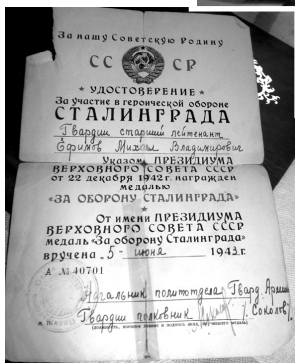 За нашу Советскую Родину
СССР
УДОСТОВЕРЕНИЕ
За участие в героической обороне
СТАЛИНГРАДА
Гвардии старший лейтенант
Ефимов Михаил Владимирович
Указом ПРЕЗИДИУМА
ВЕРХОВНОГО СОВЕТА СССР
от 22 декабря 1942 г. награжден
медалью
«ЗА ОБОРОНУ СТАЛИНГРАДА»
От имени ПРЕЗИДИУМА
ВЕРХОВНОГО СОВЕТА СССР
медаль «За оборону Сталинграда»
вручена 5 - июня 1943 г.
А № 40701
Начальник политотдела Гвард. Армии
Гвардии полковник /Соколов/